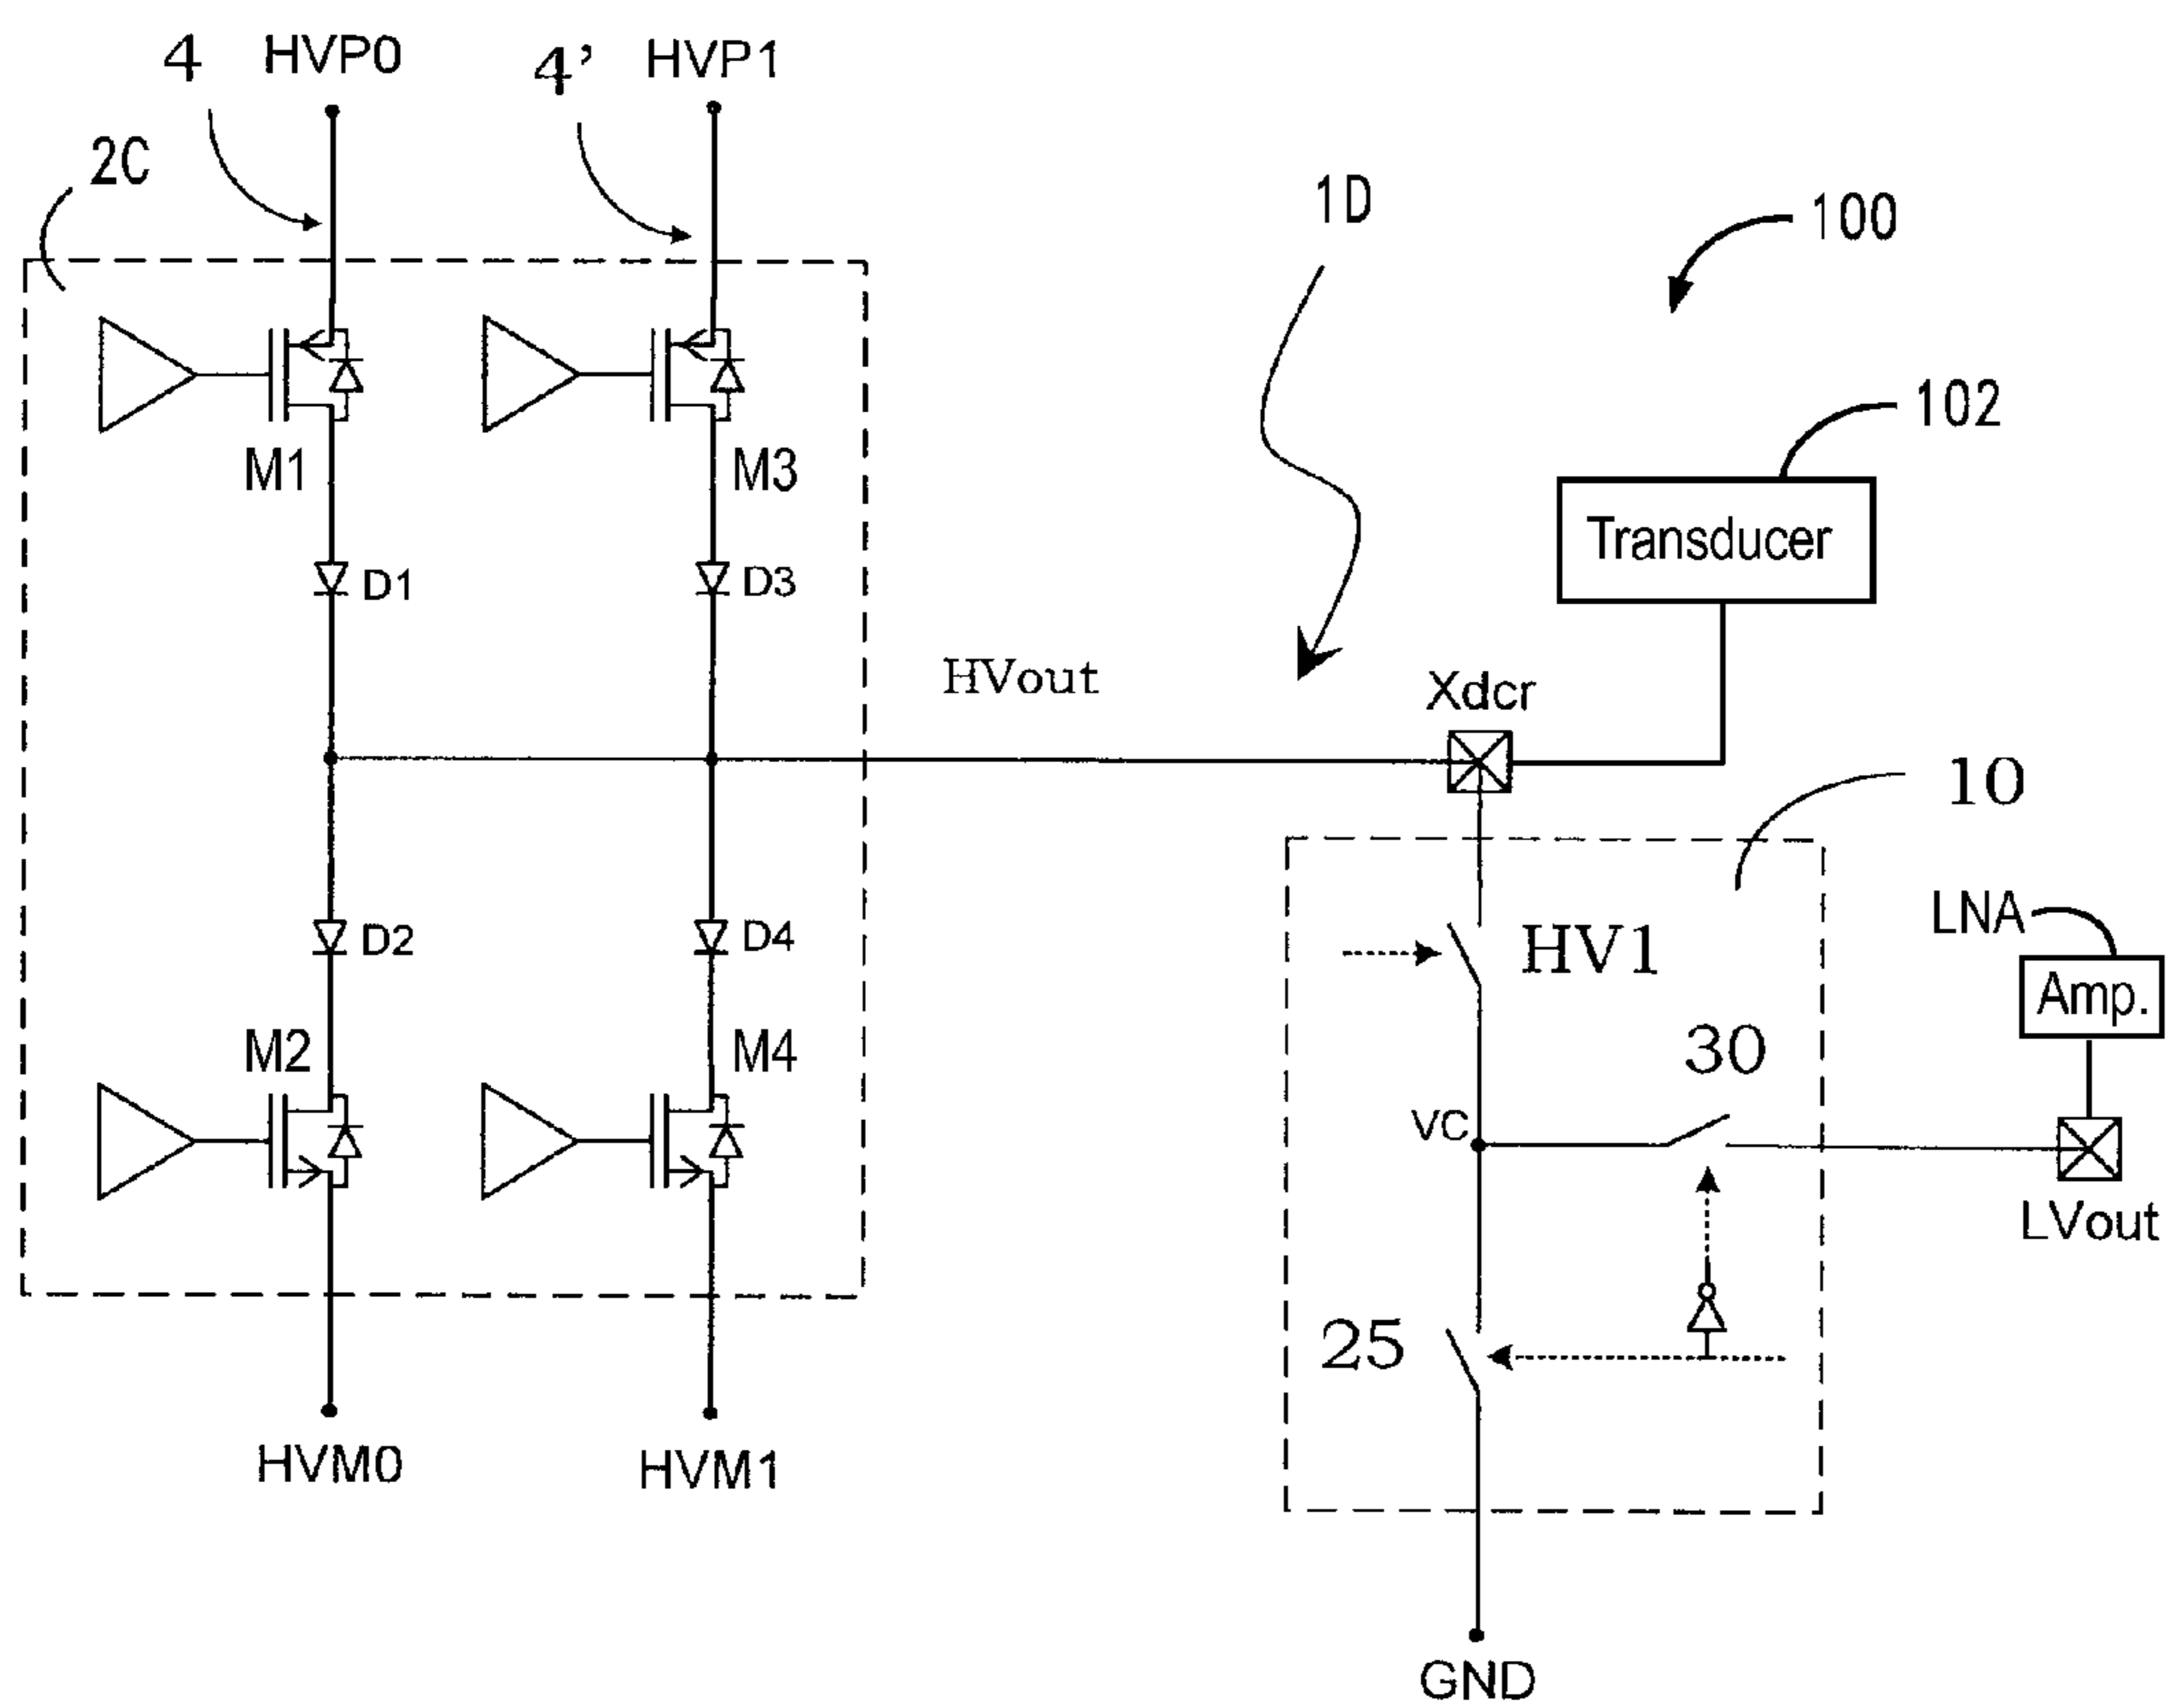 4
HVP0
4’
HVP1
2C
1D
100
102
M1
M3
Transducer
D1
D3
HVout
Xdcr
10
LNA
D2
D4
HV1
Amp.
M2
M4
30
VC
LVout
25
HVM0
HVM1
GND